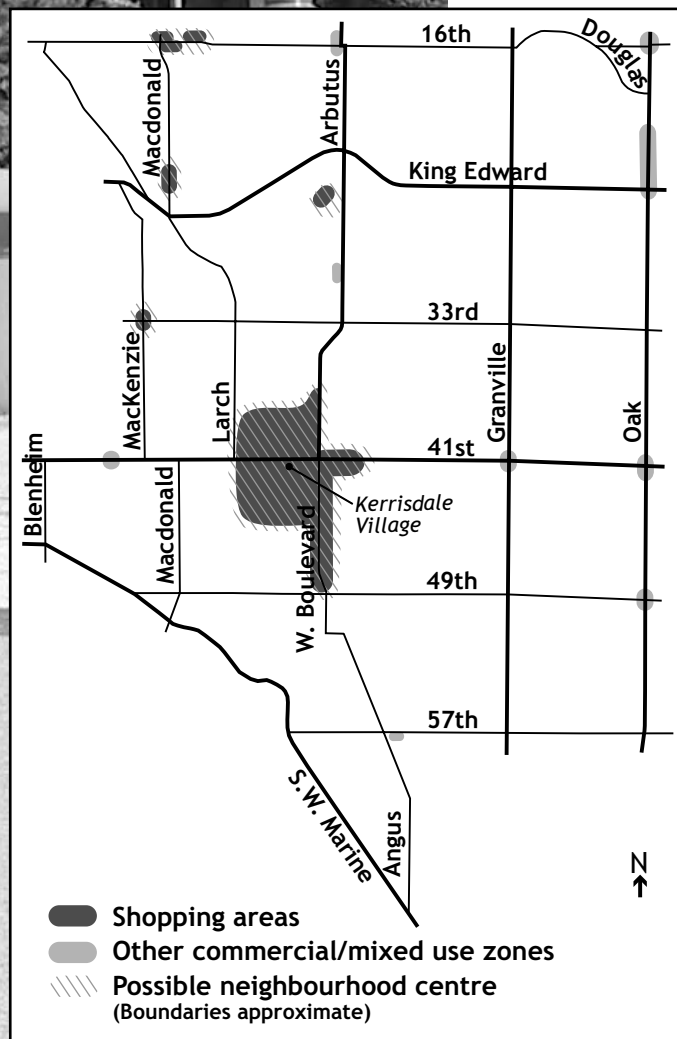 16th
Douglas
Macdonald
Arbutus
King Edward
33rd
MacKenzie
Larch
Granville
Oak
41st
Blenheim
Macdonald
Kerrisdale
Village
W. Boulevard
49th
57th
S.W. Marine
Angus
N
Shopping areas
Other commercial/mixed use zones
Possible neighbourhood centre
(Boundaries approximate)